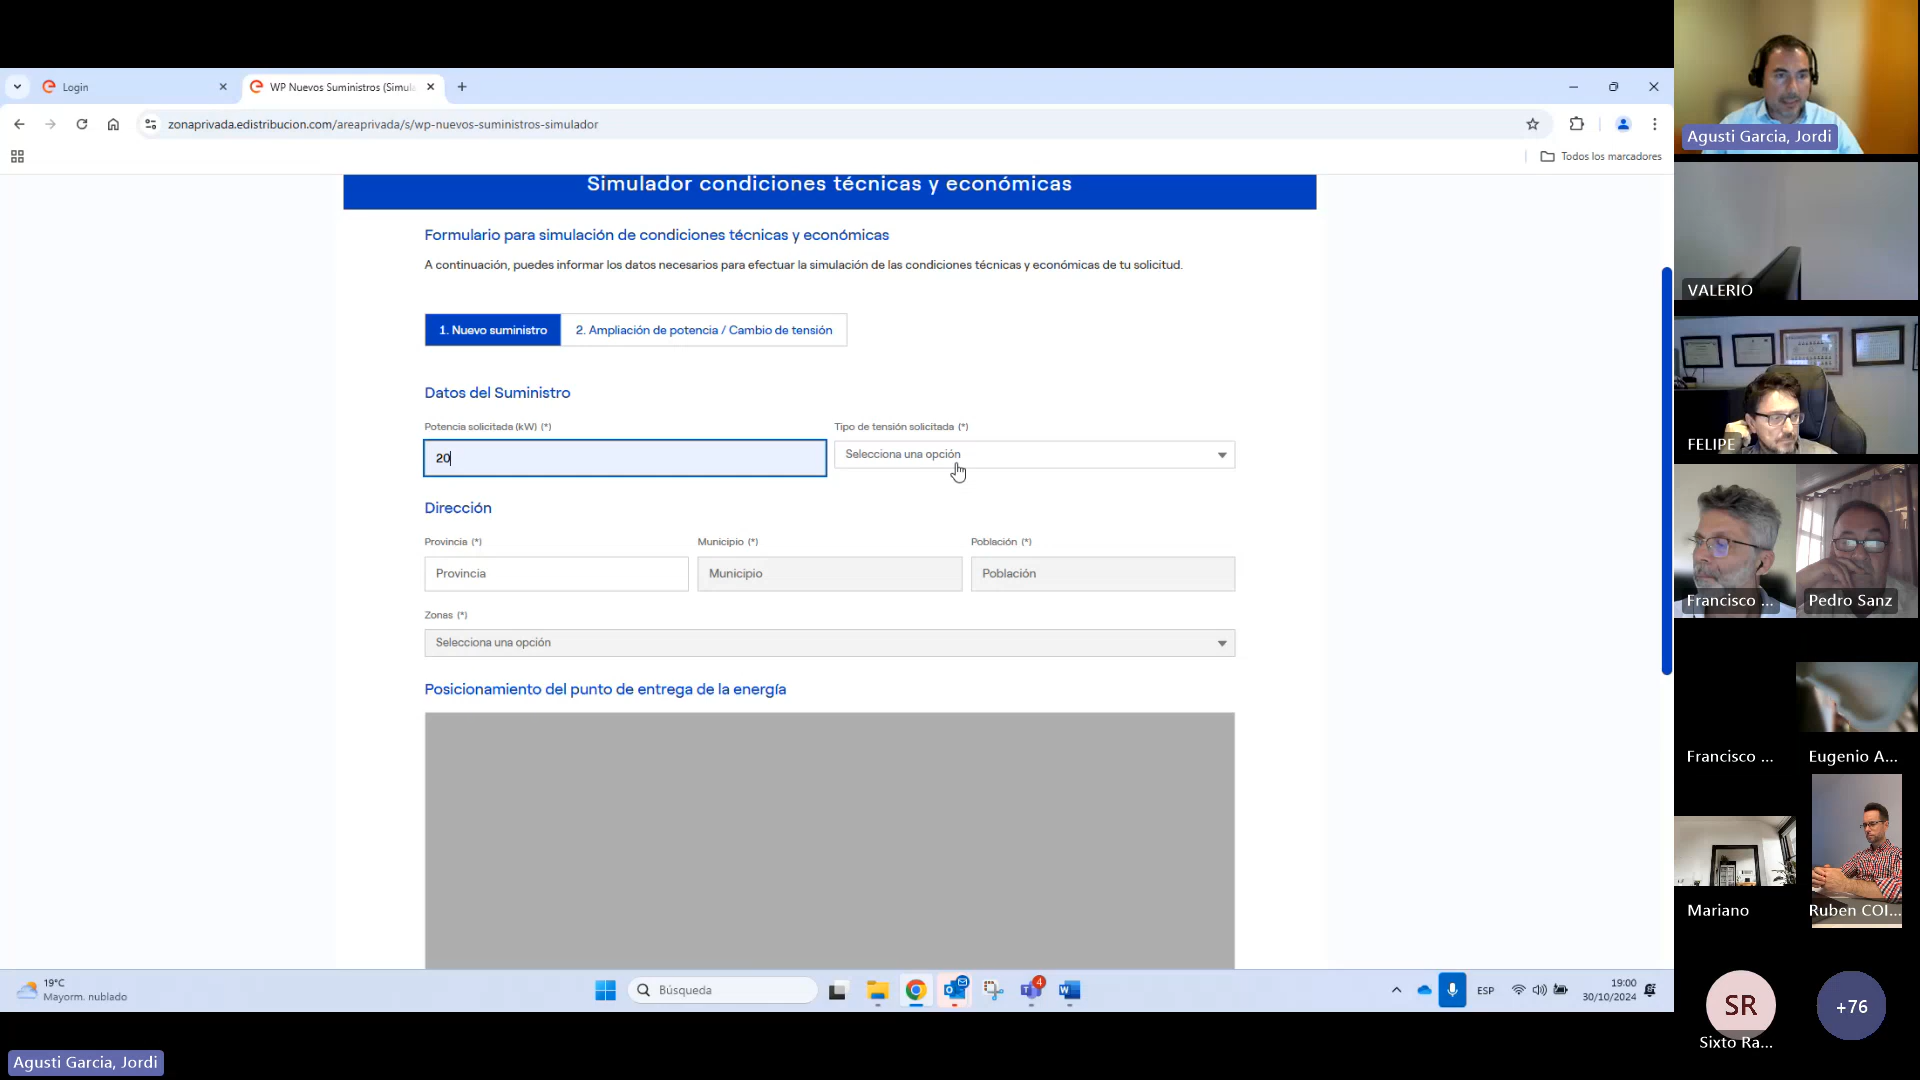 Login
WP Nuevos Suministros (Simula
zonaprivada.edistribucion.com/areaprivada/s/wp-nuevos-suministros-simulador
Todos los marcadores
Simulador condiciones técnicas y económicas
Formulario para simulación de condiciones técnicas y económicas
A continuación, puedes informar los datos necesarios para efectuar la simulación de las condiciones técnicas y económicas de tu solicitud.
1. Nuevo suministro
2. Ampliación de potencia / Cambio de tensión
Datos del Suministro
Potencia solicitada (kW) (*)
Tipo de tensión solicitada (*)
20
Selecciona una opción
Dirección
Provincia (*)
Municipio (*)
Población (*)
Provincia
Municipio
Población
Zonas (*)
Selecciona una opción
Posicionamiento del punto de entrega de la energía
19°C
Mayorm. nublado
Búsqueda
4
ESP
19:00
30/10/2024
Agusti Garcia, Jordi
VALERIO
FELIPE
Francisco ...
Pedro Sanz
Francisco ...
Eugenio A...
Mariano
Ruben COI...
SR
+76
Sixto Ra...
Agusti Garcia, Jordi